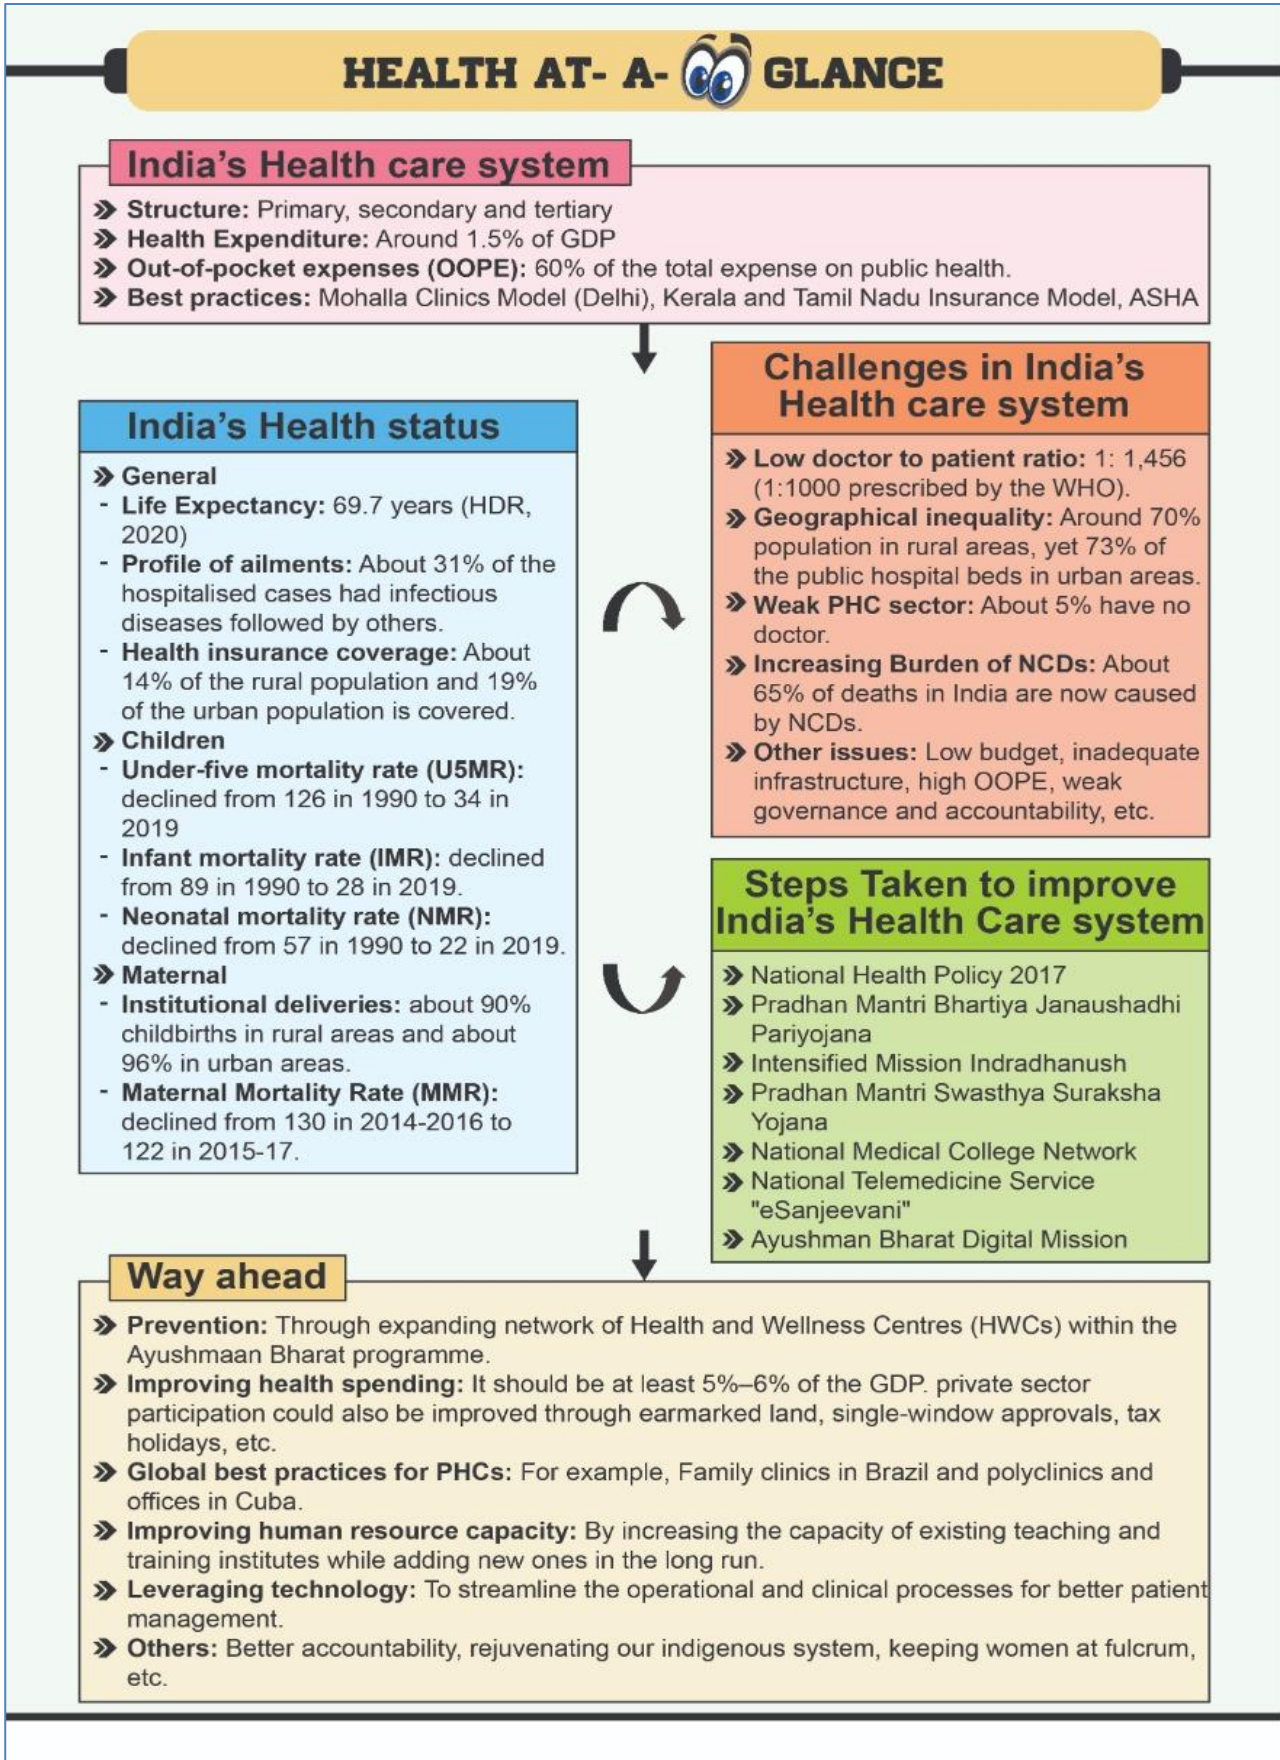 HEALTH AT- A- GLANCE
India's Health care system
» Structure: Primary, secondary and tertiary
» Health Expenditure: Around 1.5% of GDP
» Out-of-pocket expenses (OOPE): 60% of the total expense on public health.
» Best practices: Mohalla Clinics Model (Delhi), Kerala and Tamil Nadu Insurance Model, ASHA
India's Health status
» General
- Life Expectancy: 69.7 years (HDR,
2020)
- Profile of ailments: About 31% of the
hospitalised cases had infectious
diseases followed by others.
- Health insurance coverage: About
14% of the rural population and 19%
of the urban population is covered.
» Children
- Under-five mortality rate (U5MR):
declined from 126 in 1990 to 34 in
2019
- Infant mortality rate (IMR): declined
from 89 in 1990 to 28 in 2019.
- Neonatal mortality rate (NMR):
declined from 57 in 1990 to 22 in 2019.
» Maternal
- Institutional deliveries: about 90%
childbirths in rural areas and about
96% in urban areas.
- Maternal Mortality Rate (MMR):
declined from 130 in 2014-2016 to
122 in 2015-17.
Challenges in India's
Health care system
» Low doctor to patient ratio: 1: 1,456
(1:1000 prescribed by the WHO).
» Geographical inequality: Around 70%
population in rural areas, yet 73% of
the public hospital beds in urban areas.
» Weak PHC sector: About 5% have no
doctor.
» Increasing Burden of NCDs: About
65% of deaths in India are now caused
by NCDs.
» Other issues: Low budget, inadequate
infrastructure, high OOPE, weak
governance and accountability, etc.
Steps Taken to improve
India's Health Care system
» National Health Policy 2017
» Pradhan Mantri Bhartiya Janaushadhi
Pariyojana
» Intensified Mission Indradhanush
» Pradhan Mantri Swasthya Suraksha
Yojana
» National Medical College Network
» National Telemedicine Service
"eSanjeevani"
» Ayushman Bharat Digital Mission
Way ahead
» Prevention: Through expanding network of Health and Wellness Centres (HWCs) within the
Ayushmaan Bharat programme.
» Improving health spending: It should be at least 5%–6% of the GDP. private sector
participation could also be improved through earmarked land, single-window approvals, tax
holidays, etc.
» Global best practices for PHCs: For example, Family clinics in Brazil and polyclinics and
offices in Cuba.
» Improving human resource capacity: By increasing the capacity of existing teaching and
training institutes while adding new ones in the long run.
» Leveraging technology: To streamline the operational and clinical processes for better patient
management.
» Others: Better accountability, rejuvenating our indigenous system, keeping women at fulcrum,
etc.